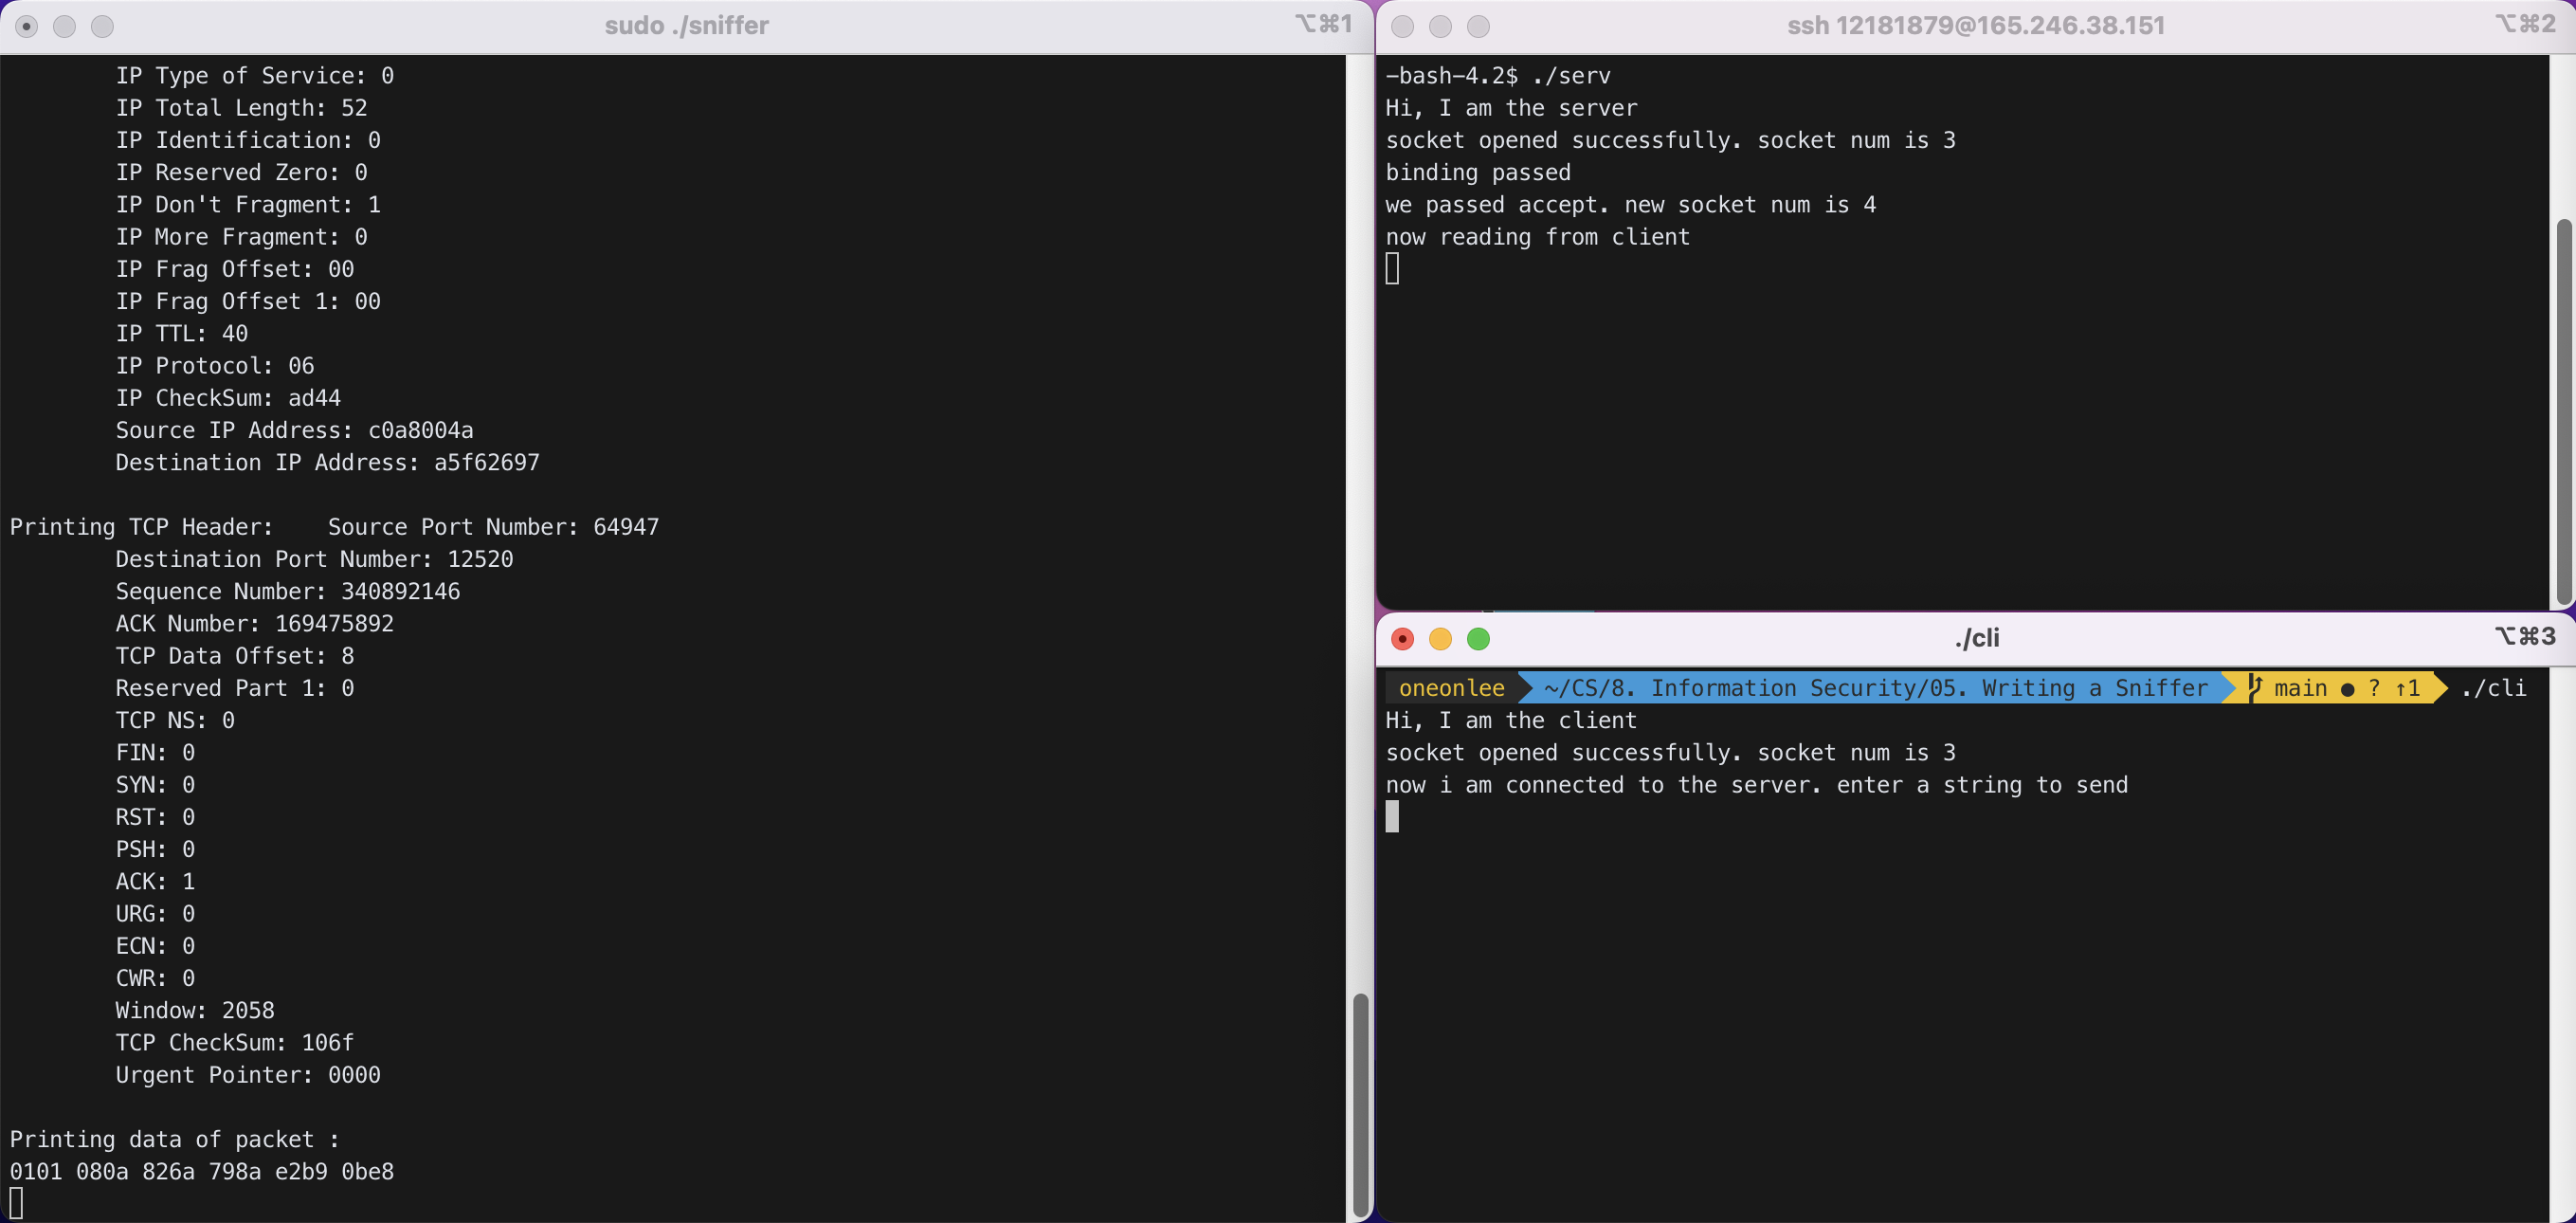 sudo ./sniffer
⌥⌘1
IP Type of Service: 0
IP Total Length: 52
IP Identification: 0
IP Reserved Zero: 0
IP Don't Fragment: 1
IP More Fragment: 0
IP Frag Offset: 00
IP Frag Offset 1: 00
IP TTL: 40
IP Protocol: 06
IP CheckSum: ad44
Source IP Address: c0a8004a
Destination IP Address: a5f62697
Printing TCP Header:    Source Port Number: 64947
Destination Port Number: 12520
Sequence Number: 340892146
ACK Number: 169475892
TCP Data Offset: 8
Reserved Part 1: 0
TCP NS: 0
FIN: 0
SYN: 0
RST: 0
PSH: 0
ACK: 1
URG: 0
ECN: 0
CWR: 0
Window: 2058
TCP CheckSum: 106f
Urgent Pointer: 0000
Printing data of packet :
0101 080a 826a 798a e2b9 0be8
ssh 12181879@165.246.38.151
⌥⌘2
-bash-4.2$ ./serv
Hi, I am the server
socket opened successfully. socket num is 3
binding passed
we passed accept. new socket num is 4
now reading from client
./cli
⌥⌘3
oneonlee ~/CS/8. Information Security/05. Writing a Sniffer main ● ? ↑1 ./cli
Hi, I am the client
socket opened successfully. socket num is 3
now i am connected to the server. enter a string to send